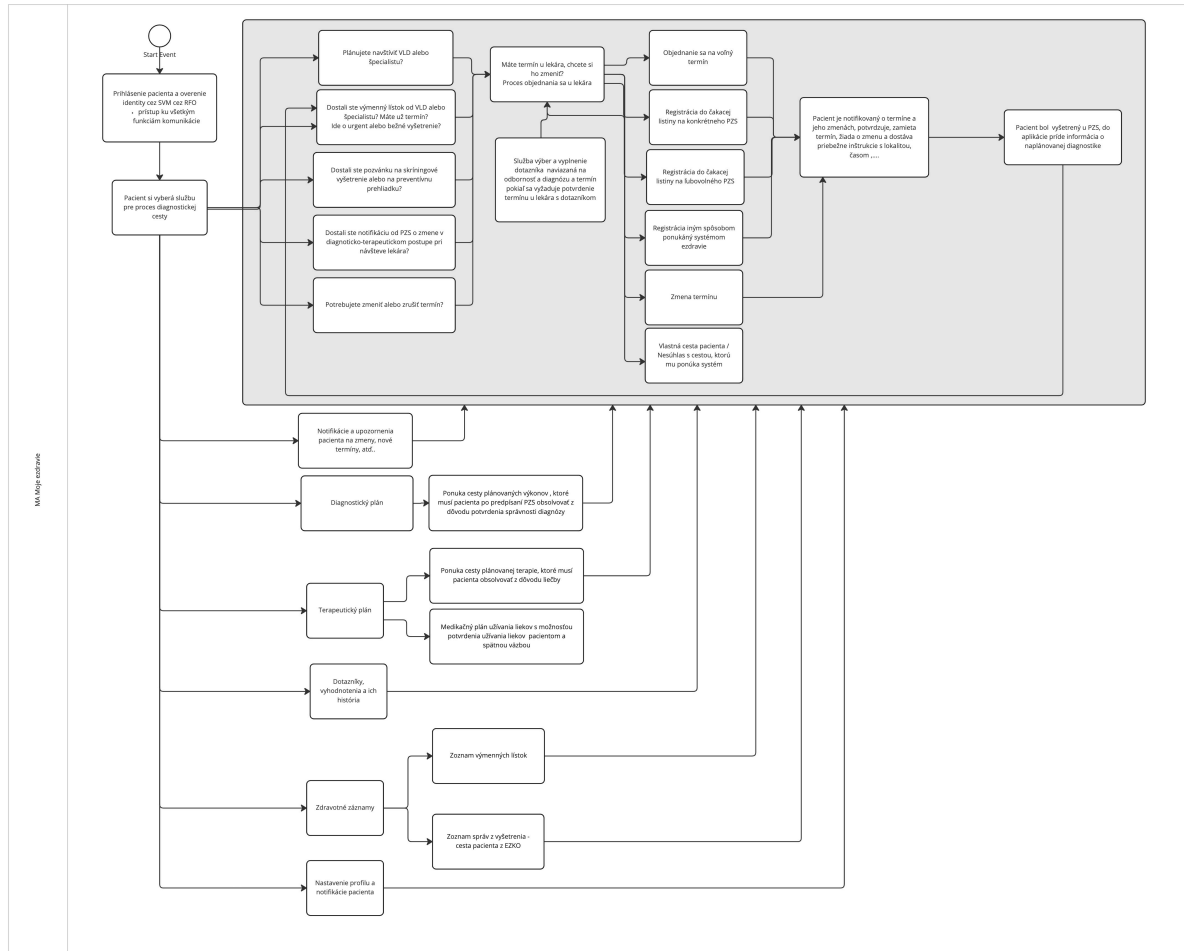 MA Moje ezdravie
Start Event
Prihlásenie pacienta a overenie
identity cez SVM cez RFO
, prístup ku všetkým
funkciám komunikácie
Pacient si vyberá službu
pre proces diagnostickej
cesty
Plánujete navštíviť VLD alebo
špecialistu?
Dostali ste výmenný lístok od VLD alebo
špecialistu? Máte už termín?
Ide o urgent alebo bežné vyšetrenie?
Dostali ste pozvánku na skríningové
vyšetrenie alebo na preventívnu
prehliadku?
Dostali ste notifikáciu od PZS o zmene v
diagnoticko-terapeutickom postupe pri
návšteve lekára?
Potrebujete zmeniť alebo zrušiť termín?
Máte termín u lekára, chcete si
ho zmeniť?
Proces objednania sa u lekára
Služba výber a vyplnenie
dotazníka naviazaná na
odbornosť a diagnózu a termín
pokiaľ sa vyžaduje potvrdenie
termínu u lekára s dotazníkom
Objednanie sa na voľný
termín
Registrácia do čakacej
listiny na konkrétneho PZS
Registrácia do čakacej
listiny na ľubovolného PZS
Registrácia iným spôsobom
ponukáný systémom
ezdravie
Zmena termínu
Vlastná cesta pacienta /
Nesúhlas s cestou, ktorú
mu ponúka systém
Pacient je notifikovaný o termíne a
jeho zmenách, potvrdzuje, zamieta
termín, žiada o zmenu a dostáva
priebežne inštrukcie s lokalitou,
časom ,....
Pacient bol vyšetrený u PZS, do
aplikácie príde informácia o
naplánovanej diagnostike
Notifikácie a upozornenia
pacienta na zmeny, nové
termíny, atď..
Diagnostický plán
Ponuka cesty plánovaných výkonov , ktoré
musí pacienta po predpísaní PZS obsolvovať z
dôvodu potvrdenia správnosti diagnózy
Terapeutický plán
Ponuka cesty plánovanej terapie, ktoré musí
pacienta obsolvovať z dôvodu liečby
Medikačný plán užívania liekov s možnosťou
potvrdenia užívania liekov pacientom a
spätnou väzbou
Dotazníky,
vyhodnotenia a ich
história
Zdravotné záznamy
Zoznam výmenných lístok
Zoznam správ z vyšetrenia -
cesta pacienta z EZKO
Nastavenie profilu a
notifikácie pacienta